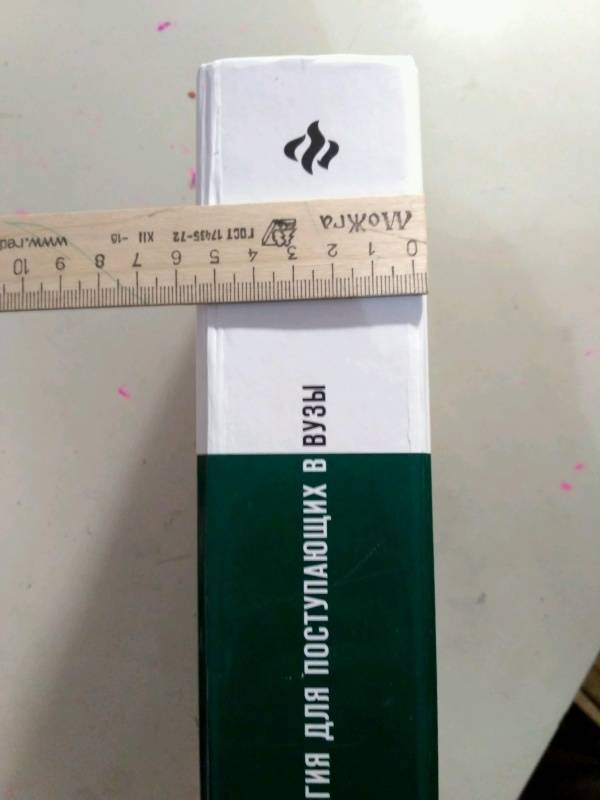 МоЖга ГОСТ 17435-72 XII -15 www.red
0 1 2 3 4 5 6 7 8 9 10
ГИЯ ДЛЯ ПОСТУПАЮЩИХ В ВУЗЫ